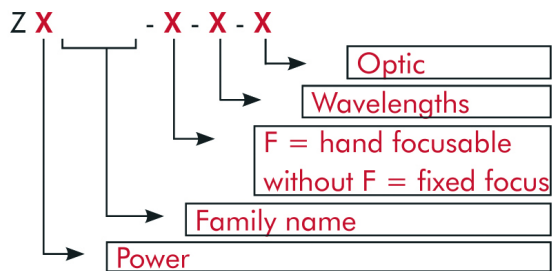 Z X - X - X - X
Optic
Wavelengths
F = hand focusable
without F = fixed focus
Family name
Power